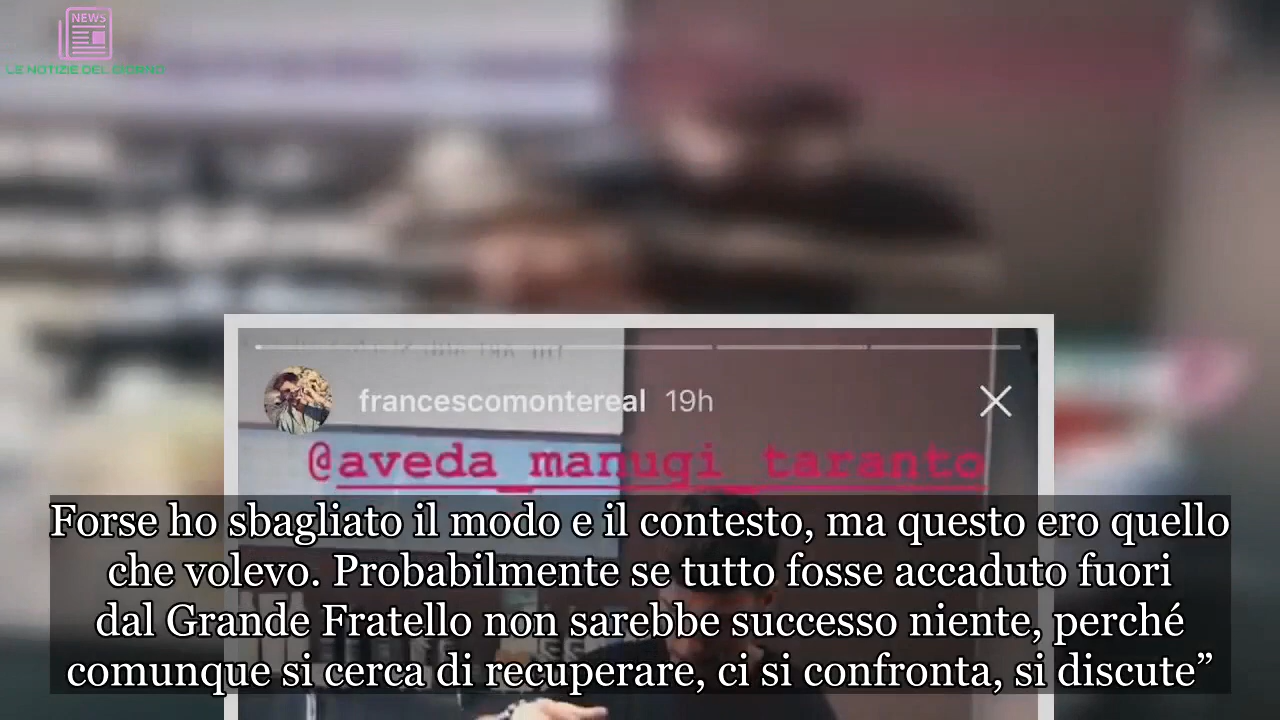 NEWS
LE NOTIZIE DEL GIORNO
francescomontereal 19h
@aveda_manugi_taranto
Forse ho sbagliato il modo e il contesto, ma questo ero quello
che volevo. Probabilmente se tutto fosse accaduto fuori
dal Grande Fratello non sarebbe successo niente, perché
comunque si cerca di recuperare, ci si confronta, si discute”